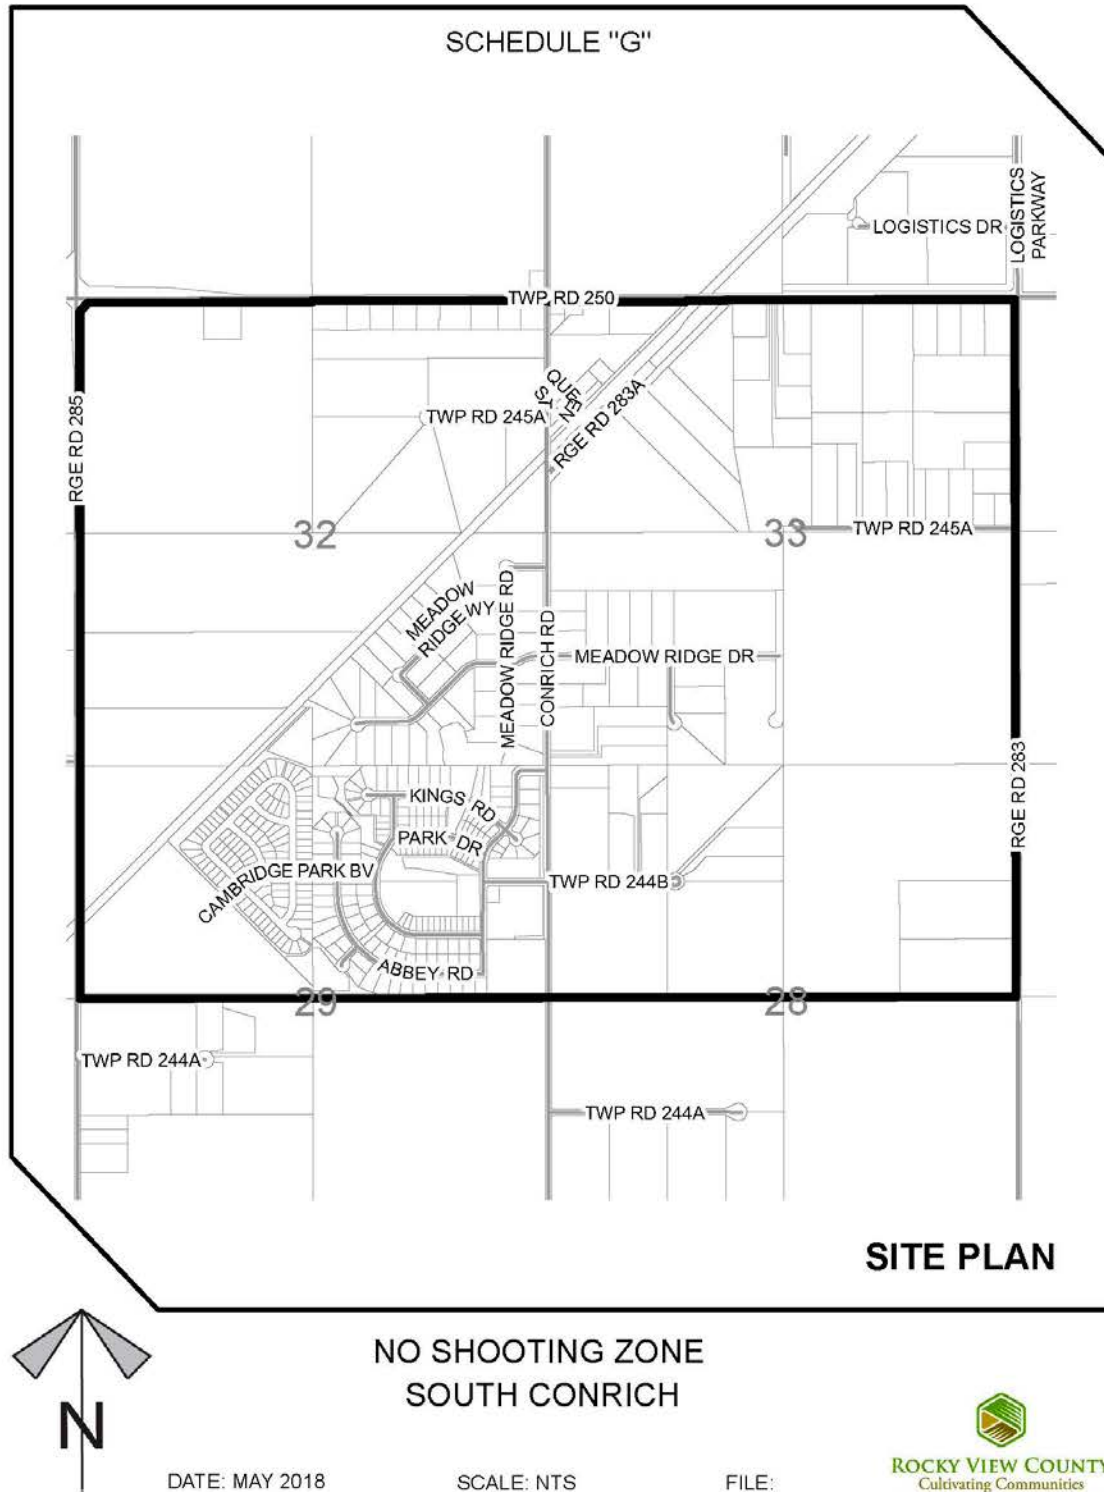 SCHEDULE "G"
LOGISTICS DR
LOGISTICS
PARKWAY
TWP RD 250
QUEEN
ST
RGE RD 283A
TWP RD 245A
RGE RD 285
32
33
TWP RD 245A
MEADOW
RIDGE WY
MEADOW RIDGE RD
CONRICH RD
MEADOW RIDGE DR
RGE RD 283
KINGS RD
PARK DR
CAMBRIDGE PARK BV
TWP RD 244B
ABBEY RD
29
28
TWP RD 244A
TWP RD 244A
SITE PLAN
N
NO SHOOTING ZONE
SOUTH CONRICH
DATE: MAY 2018
SCALE: NTS
FILE:
ROCKY VIEW COUNTY
Cultivating Communities